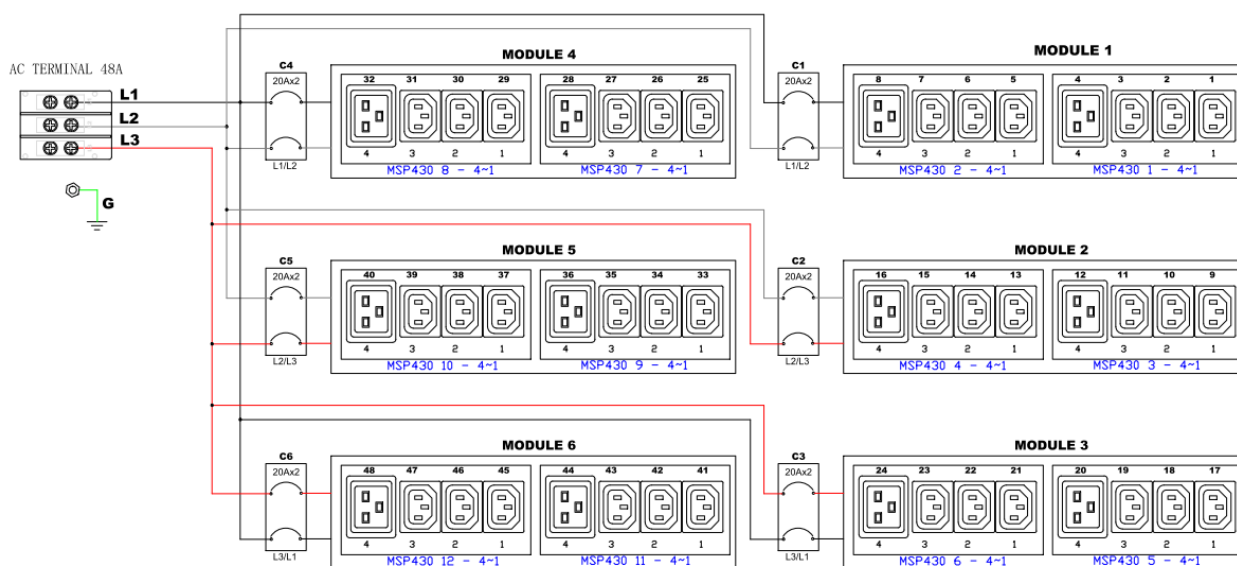 AC TERMINAL 48A
L1
L2
L3
G
MODULE 4
C4
20Ax2
L1/L2
32 31 30 29 28 27 26 25
4 3 2 1 4 3 2 1
MSP430 8 - 4~1 MSP430 7 - 4~1
MODULE 1
C1
20Ax2
L1/L2
8 7 6 5 4 3 2 1
4 3 2 1 4 3 2 1
MSP430 2 - 4~1 MSP430 1 - 4~1
MODULE 5
C5
20Ax2
L2/L3
40 39 38 37 36 35 34 33
4 3 2 1 4 3 2 1
MSP430 10 - 4~1 MSP430 9 - 4~1
MODULE 2
C2
20Ax2
L2/L3
16 15 14 13 12 11 10 9
4 3 2 1 4 3 2 1
MSP430 4 - 4~1 MSP430 3 - 4~1
MODULE 6
C6
20Ax2
L3/L1
48 47 46 45 44 43 42 41
4 3 2 1 4 3 2 1
MSP430 12 - 4~1 MSP430 11 - 4~1
MODULE 3
C3
20Ax2
L3/L1
24 23 22 21 20 19 18 17
4 3 2 1 4 3 2 1
MSP430 6 - 4~1 MSP430 5 - 4~1